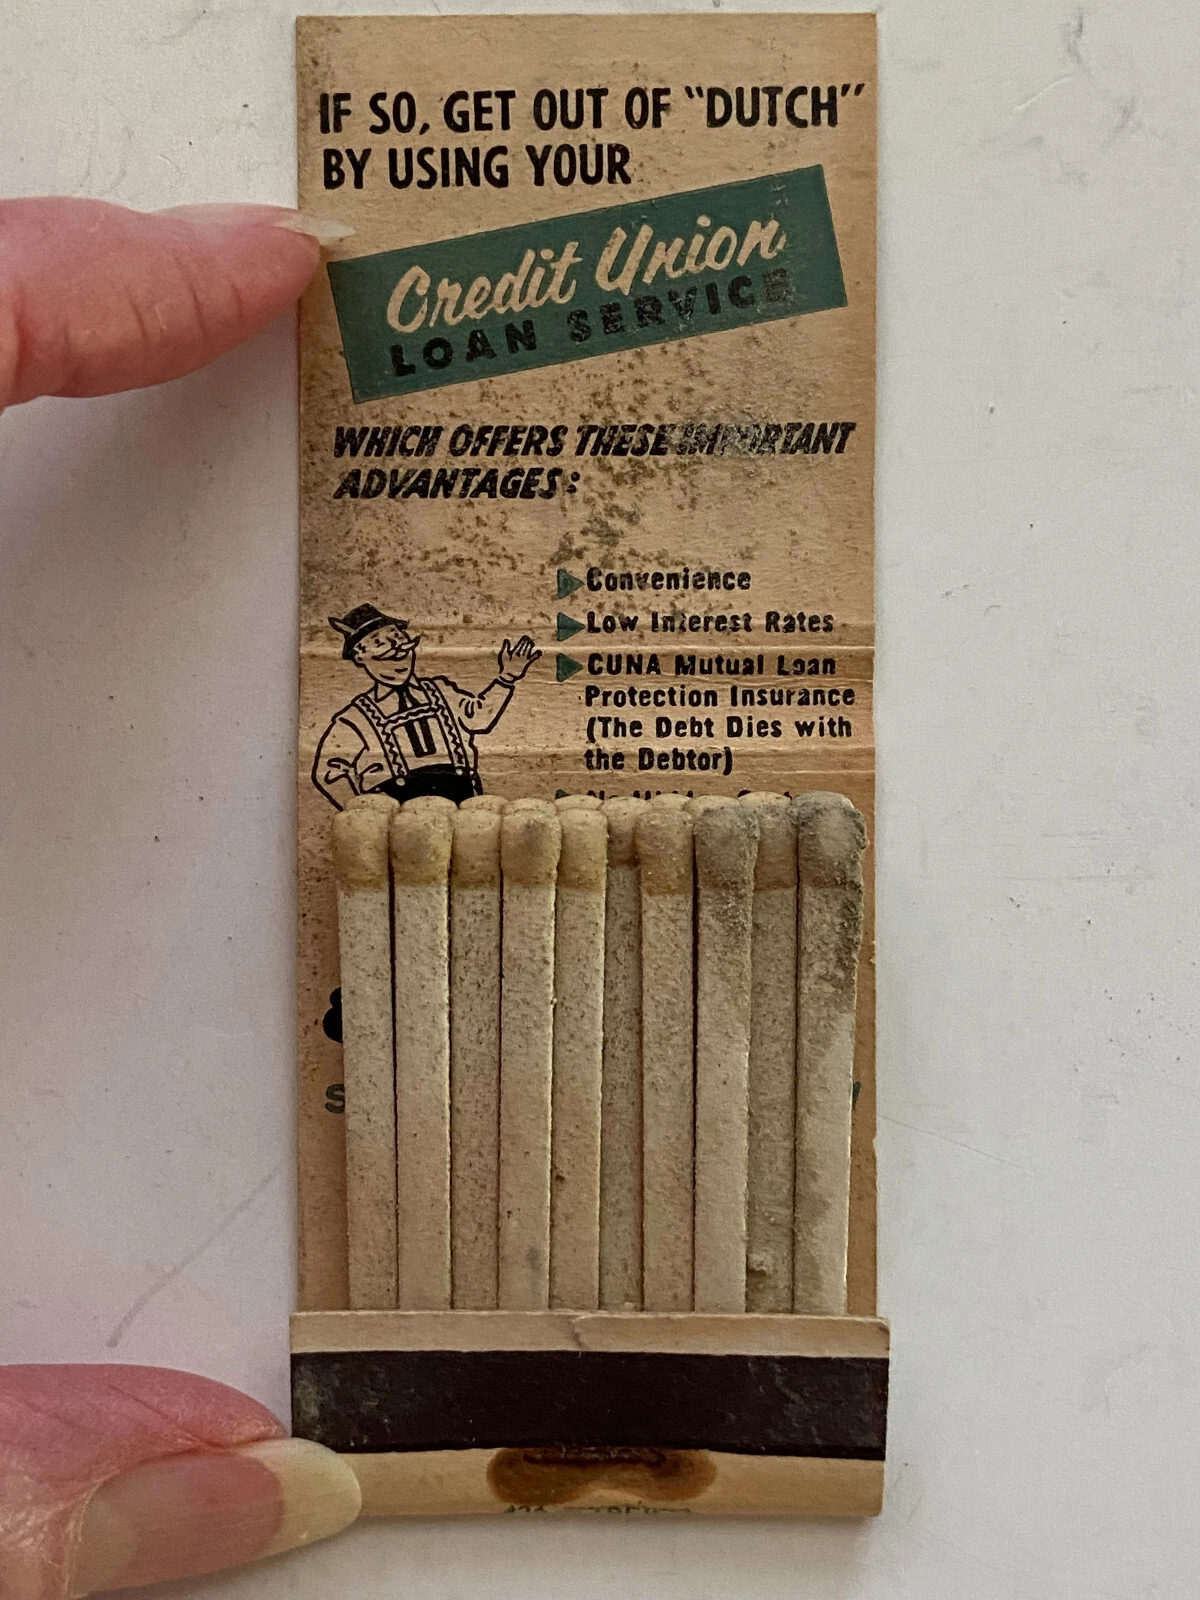 IF SO, GET OUT OF "DUTCH"
BY USING YOUR
Credit Union
LOAN SERVICE
WHICH OFFERS THESE IMPORTANT
ADVANTAGES:
Convenience
Low Interest Rates
CUNA Mutual Loan
Protection Insurance
(The Debt Dies with
the Debtor)
U